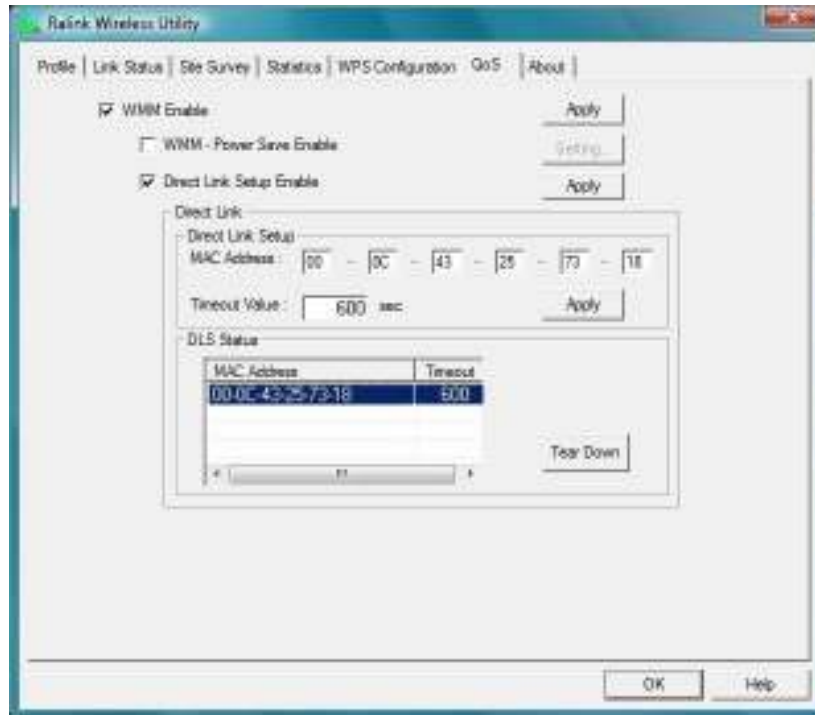 Ralink Wireless Utility
Profile Link Status Site Survey Statistics WPS Configuration QoS About
WMM Enable Apply
WMM - Power Save Enable Setting...
Direct Link Setup Enable Apply
Direct Link
Direct Link Setup
MAC Address : 00 - 0C - 43 - 25 - 73 - 18
Timeout Value : 600 sec Apply
DLS Status
MAC Address Timeout
00-0C-43-25-73-18 600
Tear Down
OK Help